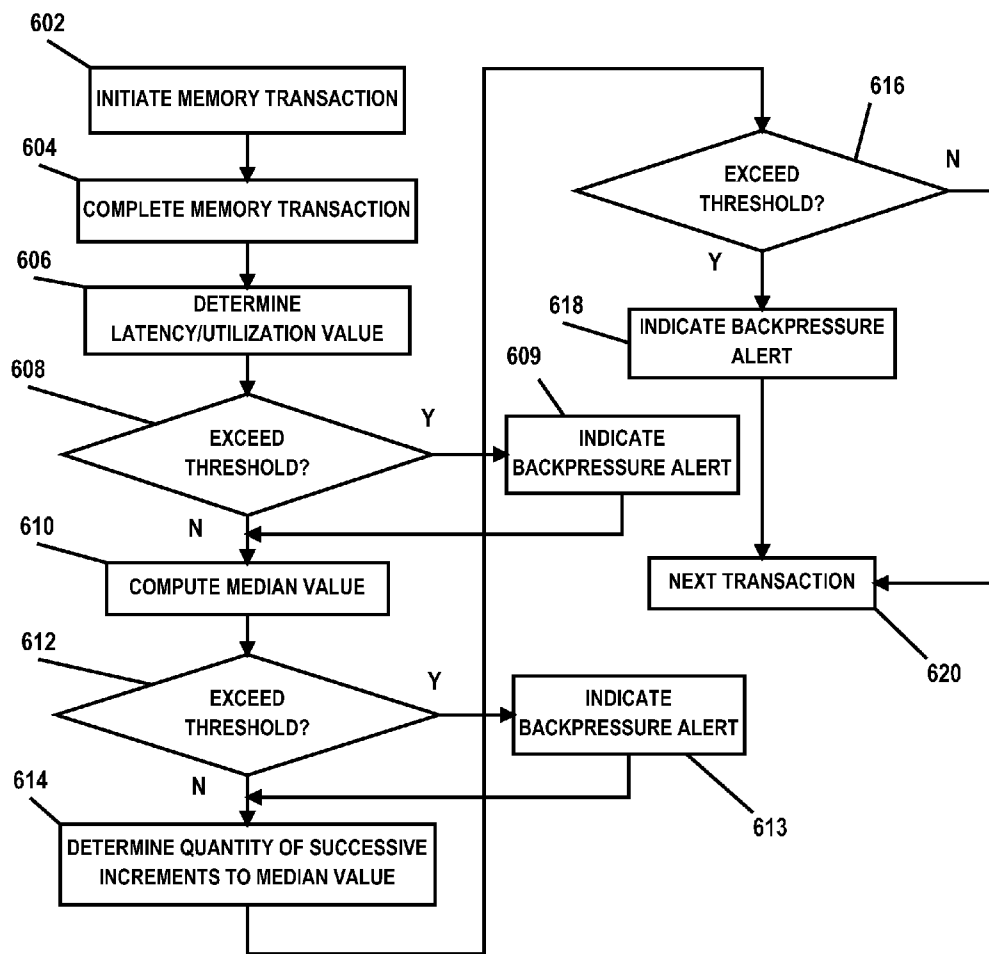 602
INITIATE MEMORY TRANSACTION
604
COMPLETE MEMORY TRANSACTION
606
DETERMINE
LATENCY/UTILIZATION VALUE
608
EXCEED
THRESHOLD?
Y
N
609
INDICATE
BACKPRESSURE ALERT
610
COMPUTE MEDIAN VALUE
612
EXCEED
THRESHOLD?
Y
N
INDICATE
BACKPRESSURE ALERT
613
614
DETERMINE QUANTITY OF SUCCESSIVE
INCREMENTS TO MEDIAN VALUE
616
EXCEED
THRESHOLD?
N
Y
618
INDICATE BACKPRESSURE
ALERT
NEXT TRANSACTION
620